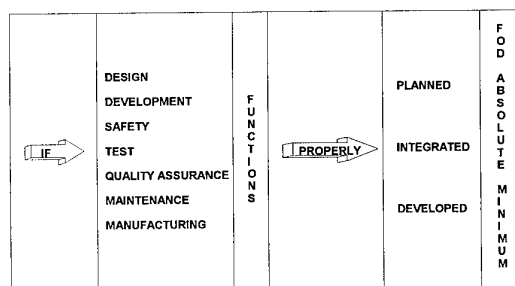 IF
DESIGN
DEVELOPMENT
SAFETY
TEST
QUALITY ASSURANCE
MAINTENANCE
MANUFACTURING
FUNCTIONS
PROPERLY
PLANNED
INTEGRATED
DEVELOPED
FOD ABSOLUTE MINIMUM